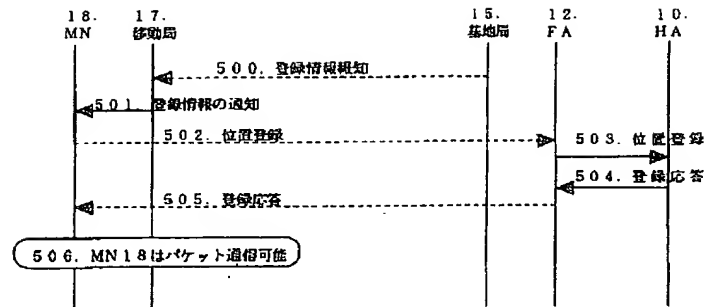 18. 17. 15. 12. 10.
MN 移動局 基地局 FA HA
500. 登録情報報知
501. 登録情報の通知
502. 位置登録
503. 位置登録
504. 登録応答
505. 登録応答
506. MN18はパケット通信可能